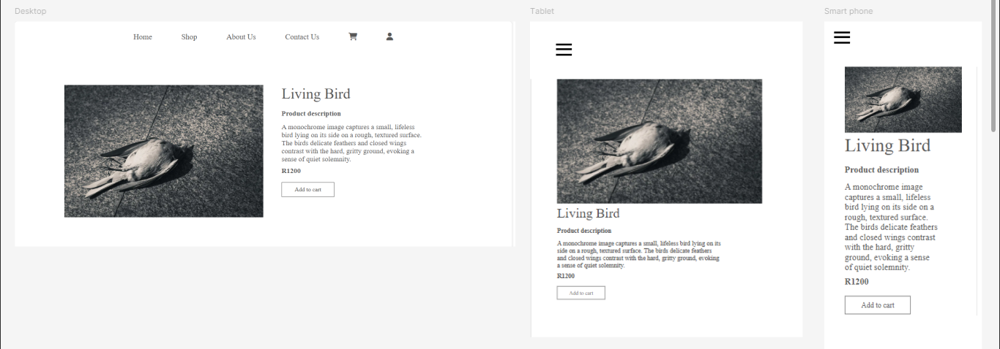 Desktop
Home Shop About Us Contact Us
Living Bird
Product description
A monochrome image captures a small, lifeless
bird lying on its side on a rough, textured surface.
The birds delicate feathers and closed wings
contrast with the hard, gritty ground, evoking a
sense of quiet solemnity.
R1200
Add to cart
Tablet
Living Bird
Product description
A monochrome image captures a small, lifeless bird lying on its
side on a rough, textured surface. The birds delicate feathers
and closed wings contrast with the hard, gritty ground, evoking
a sense of quiet solemnity.
R1200
Add to cart
Smart phone
Living Bird
Product description
A monochrome image
captures a small, lifeless
bird lying on its side on a
rough, textured surface.
The birds delicate feathers
and closed wings contrast
with the hard, gritty
ground, evoking a sense
of quiet solemnity.
R1200
Add to cart